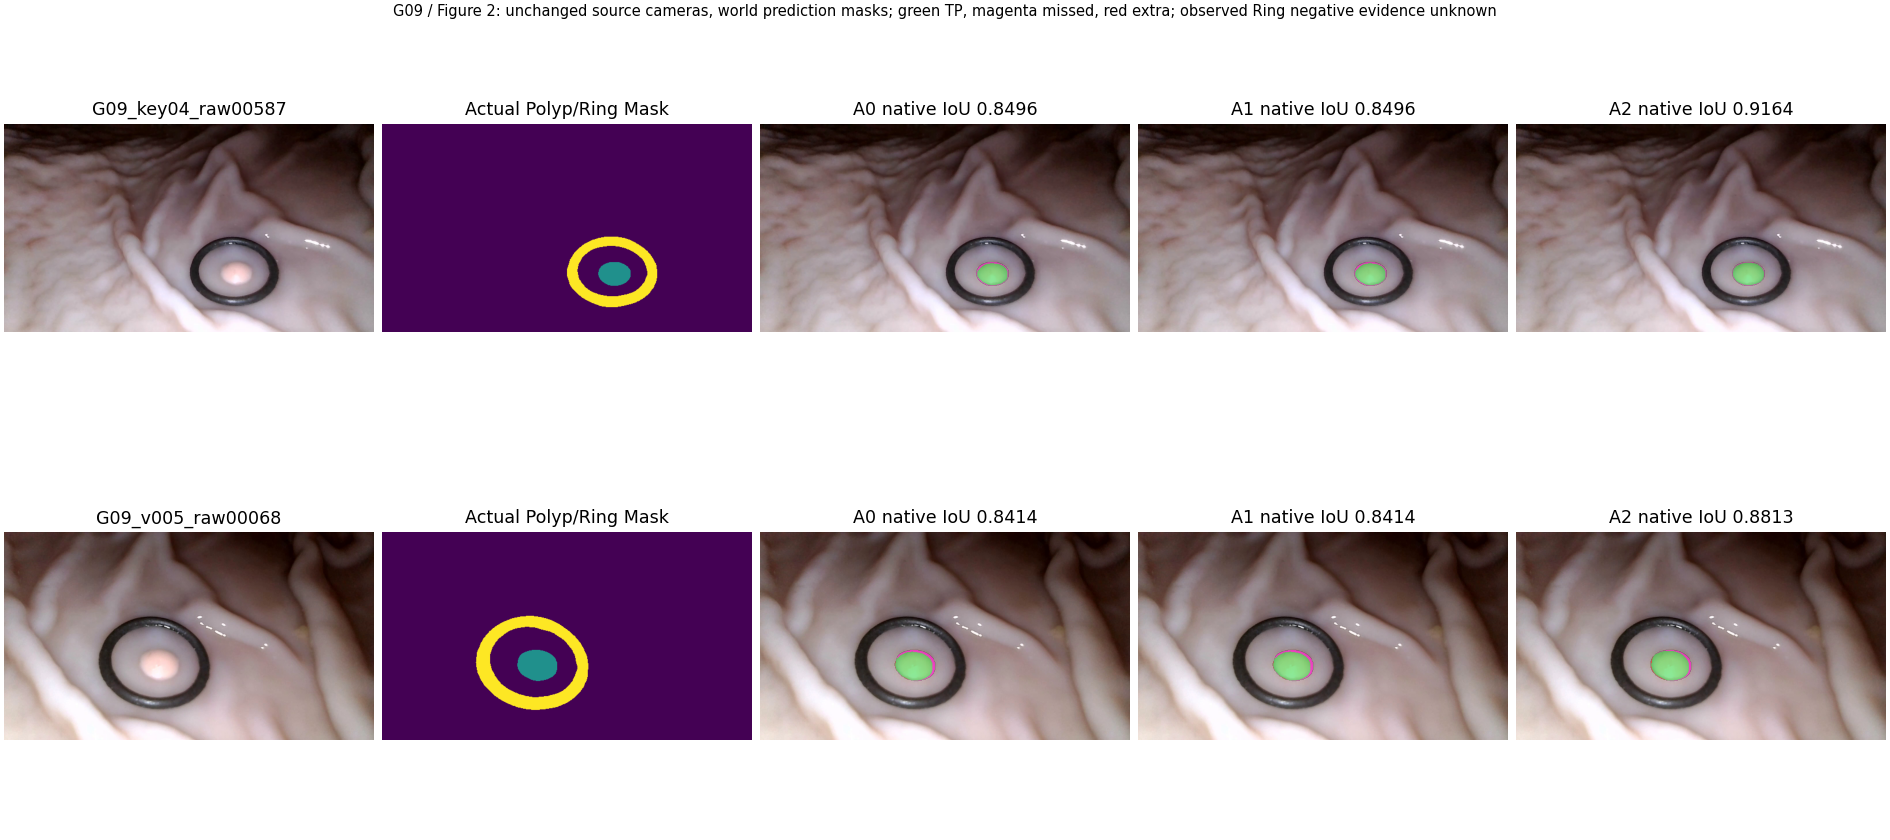 G09 / Figure 2: unchanged source cameras, world prediction masks; green TP, magenta missed, red extra; observed Ring negative evidence unknown
G09_key04_raw00587
Actual Polyp/Ring Mask
A0 native IoU 0.8496
A1 native IoU 0.8496
A2 native IoU 0.9164
G09_v005_raw00068
Actual Polyp/Ring Mask
A0 native IoU 0.8414
A1 native IoU 0.8414
A2 native IoU 0.8813